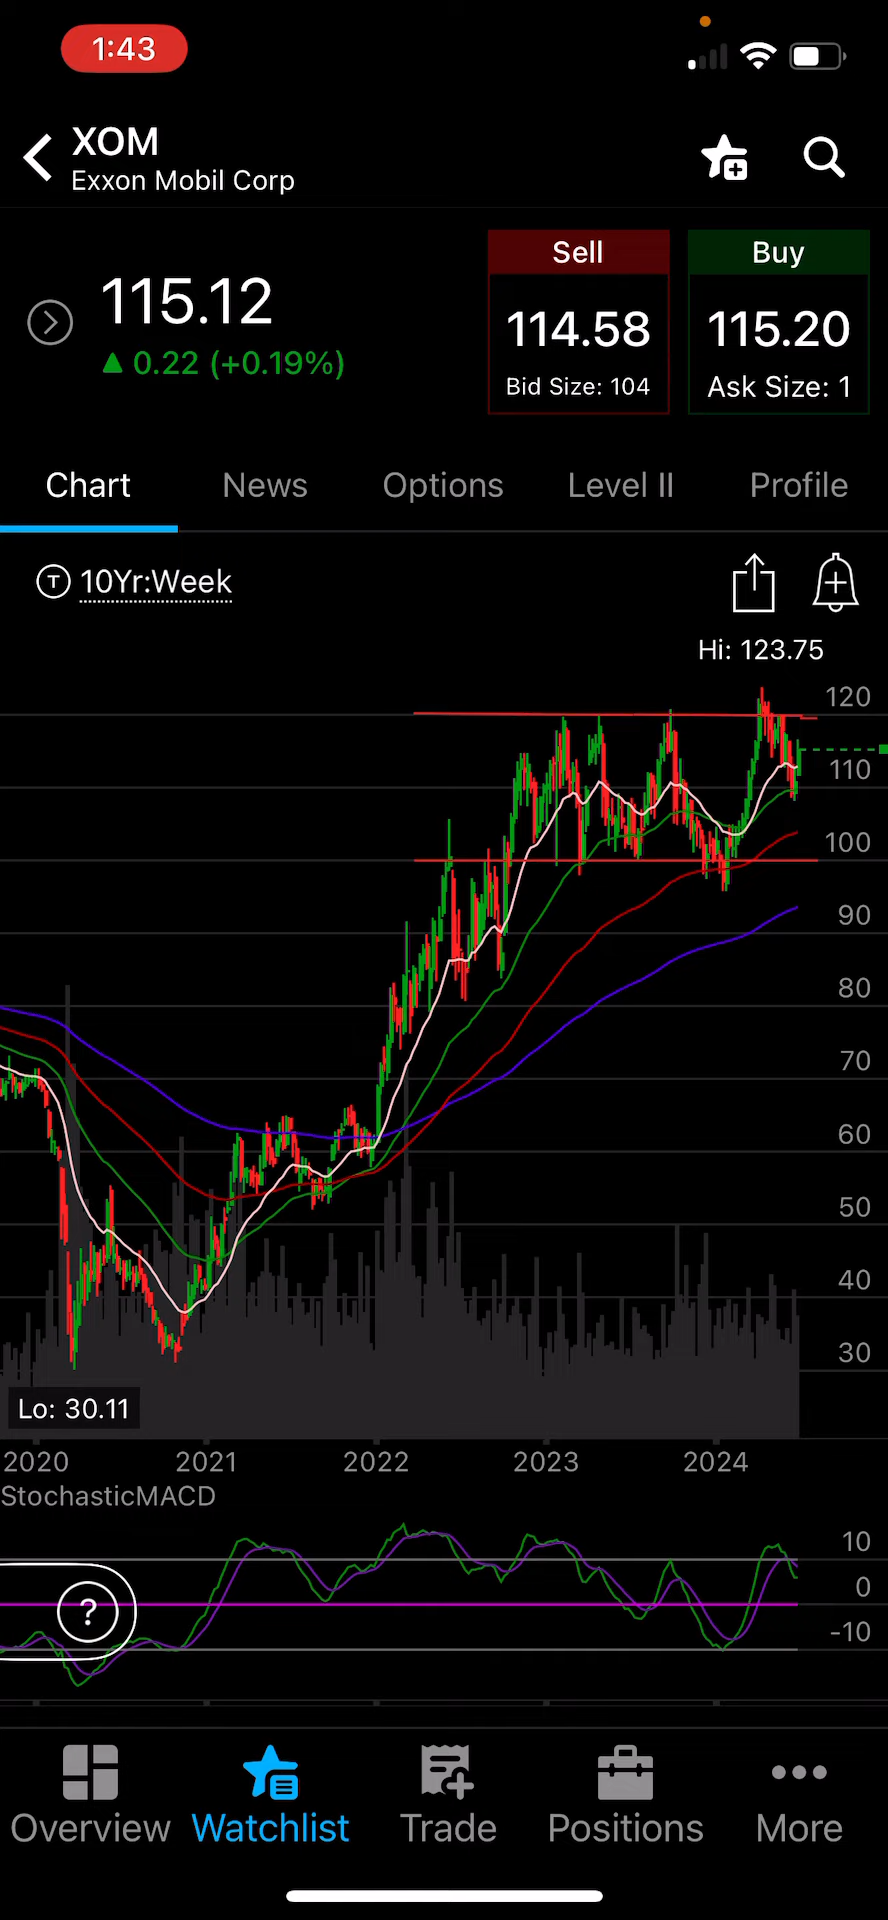 1:43
XOM
Exxon Mobil Corp
115.12
▲ 0.22 (+0.19%)
Sell
114.58
Bid Size: 104
Buy
115.20
Ask Size: 1
Chart
News
Options
Level II
Profile
T 10Yr:Week
Hi: 123.75
120
110
100
90
80
70
60
50
40
30
Lo: 30.11
2020
2021
2022
2023
2024
StochasticMACD
10
0
-10
?
Overview
Watchlist
Trade
Positions
More